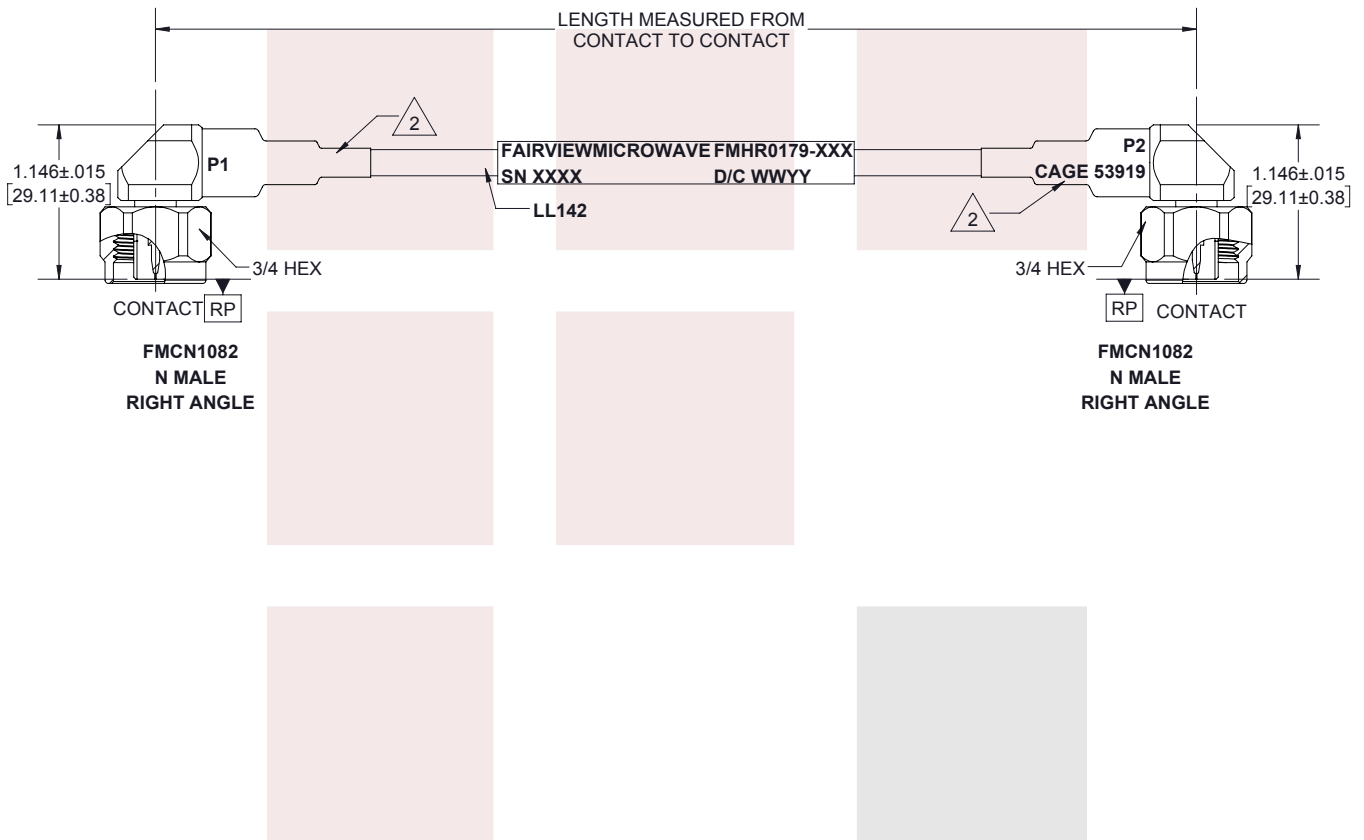 LENGTH MEASURED FROM
CONTACT TO CONTACT
2
1.146±.015
[29.11±0.38]
P1
FAIRVIEWMICROWAVE FMHR0179-XXX
SN XXXX D/C WWYY
LL142
P2
CAGE 53919
2
1.146±.015
[29.11±0.38]
3/4 HEX
3/4 HEX
CONTACT RP
RP CONTACT
FMCN1082
N MALE
RIGHT ANGLE
FMCN1082
N MALE
RIGHT ANGLE